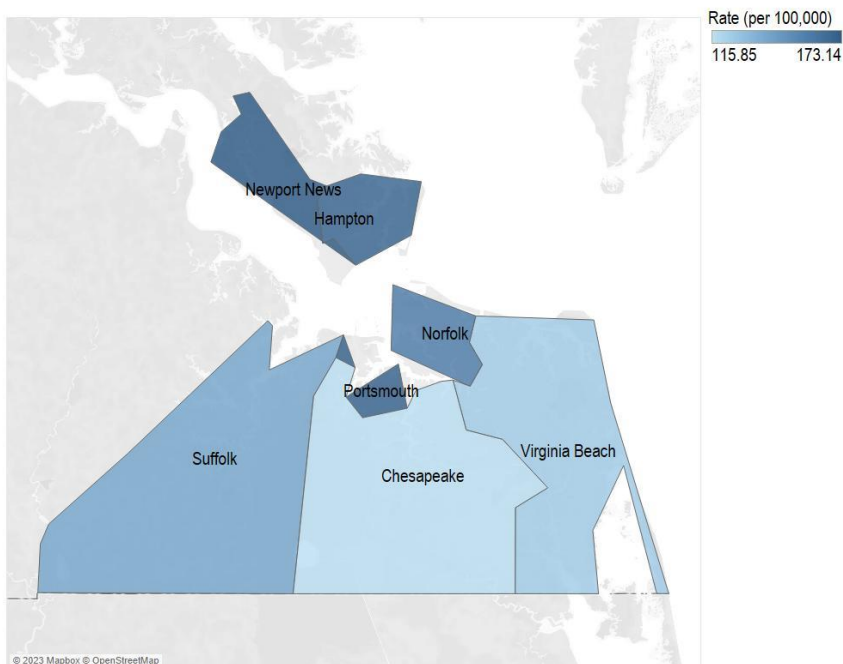 Rate (per 100,000)
115.85 173.14
Newport News
Hampton
Norfolk
Portsmouth
Suffolk
Virginia Beach
Chesapeake
© 2023 Mapbox © OpenStreetMap